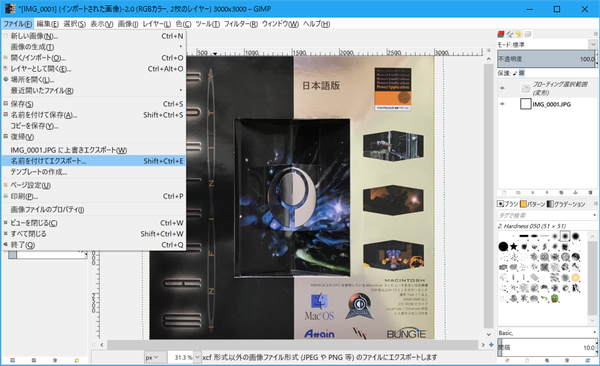 *[IMG_0001] (インポートされた画像)-2.0 (RGBカラー, 2枚のレイヤー) 3000x3000 – GIMP
ファイル(F) 編集(E) 選択(S) 表示(V) 画像(I) レイヤー(L) 色(C) ツール(T) フィルター(R) ウィンドウ(W) ヘルプ(H)
新しい画像(N)... Ctrl+N
画像の生成(T)
開く/インポート(O)... Ctrl+O
レイヤーとして開く(E)... Ctrl+Alt+O
場所を開く(L)...
最近開いたファイル(R)
保存(S) Ctrl+S
名前を付けて保存(A)... Shift+Ctrl+S
コピーを保存(Y)...
復帰(V)
IMG_0001.JPG に上書きエクスポート(W)
名前を付けてエクスポート... Shift+Ctrl+E
テンプレートの作成...
ページ設定(U)
印刷(P)... Ctrl+P
画像ファイルのプロパティ(I)
ビューを閉じる(C) Ctrl+W
すべて閉じる Shift+Ctrl+W
終了(Q) Ctrl+Q
500 1000 1500 2000 2500 3000
日本語版
MACINTOSH
Mac OS
BUNGIE
モード: 標準
不透明度 100.0
保護:
フローティング選択範囲
(変形)
IMG_0001.JPG
ブラシ パターン グラデーション
タグで検索
2. Hardness 050 (51 × 51)
Basic,
間隔 10.0
px 31.3 % xcf 形式以外の画像ファイル形式 (JPEG や PNG 等) のファイルにエクスポートします